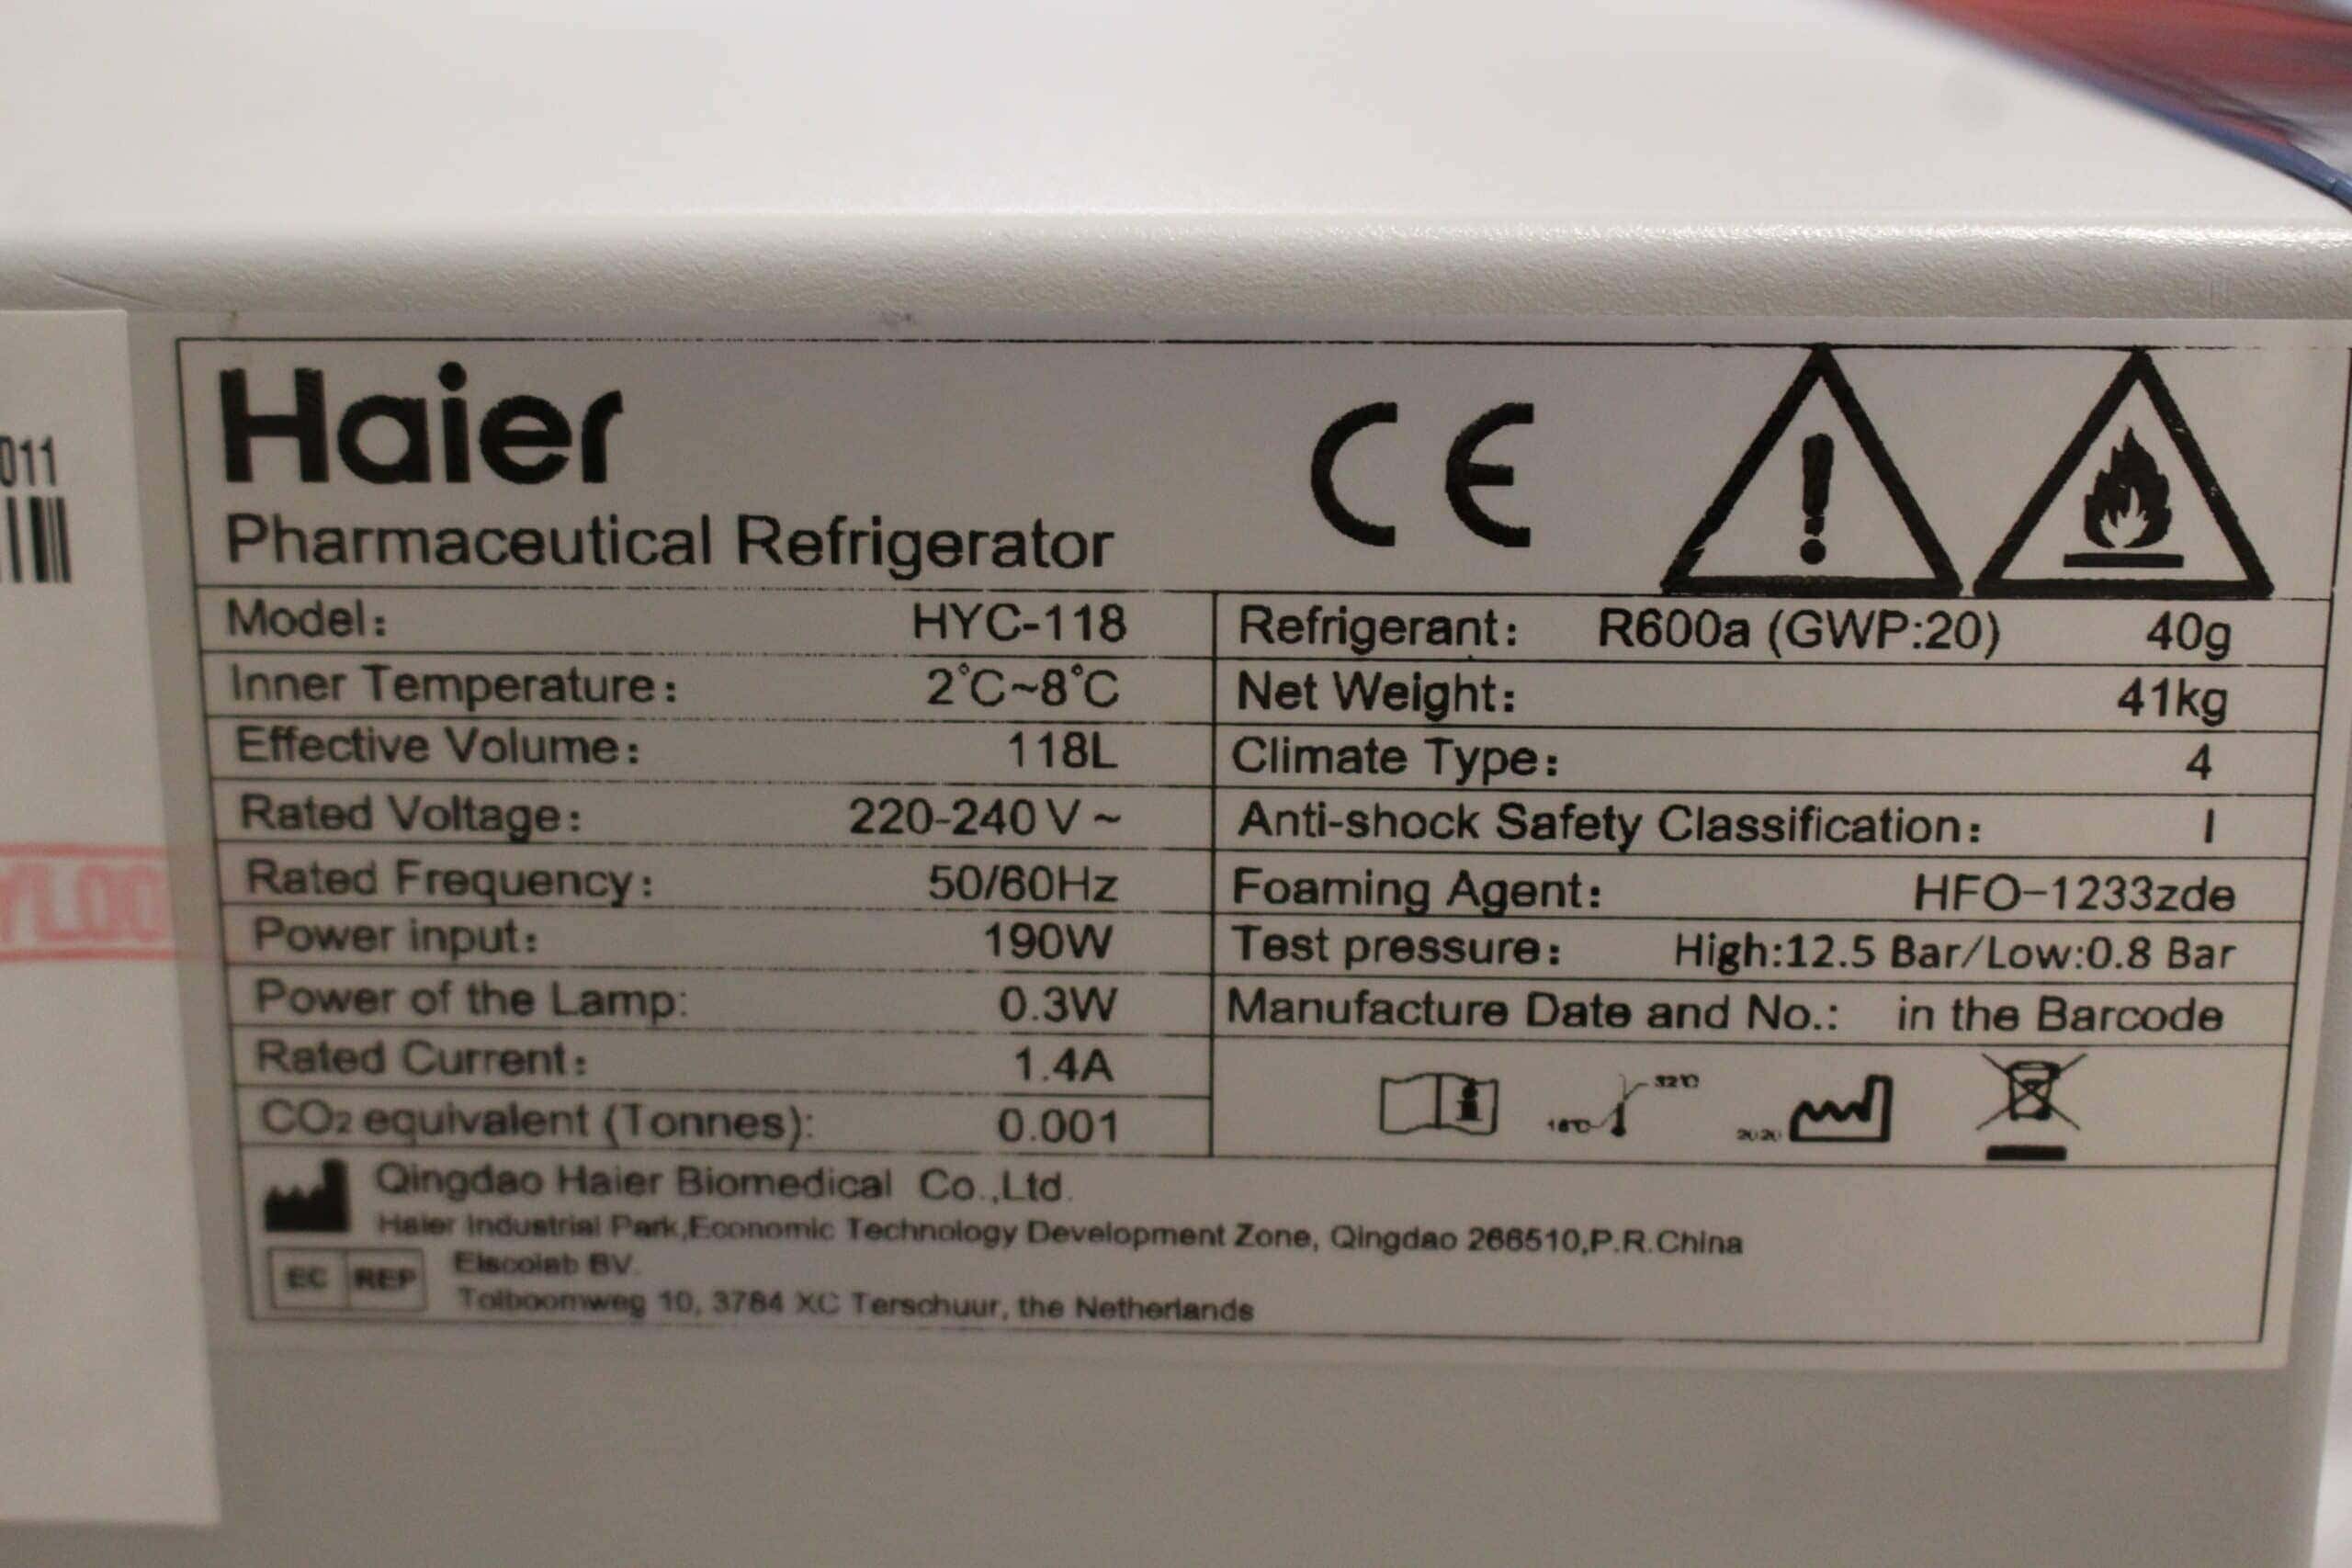 Haier
Pharmaceutical Refrigerator
CE
Model: HYC-118
Inner Temperature: 2°C~8°C
Effective Volume: 118L
Rated Voltage: 220-240V~
Rated Frequency: 50/60Hz
Power input: 190W
Power of the Lamp: 0.3W
Rated Current: 1.4A
CO₂ equivalent (Tonnes): 0.001
Refrigerant: R600a (GWP:20) 40g
Net Weight: 41kg
Climate Type: 4
Anti-shock Safety Classification: I
Foaming Agent: HFO-1233zde
Test pressure: High:12.5 Bar/Low:0.8 Bar
Manufacture Date and No.: in the Barcode
16°C 32°C
2020
Qingdao Haier Biomedical Co.,Ltd.
Haier Industrial Park,Economic Technology Development Zone, Qingdao 266510,P.R.China
EC REP
Elscolab BV.
Tolboomweg 10, 3784 XC Terschuur, the Netherlands
011